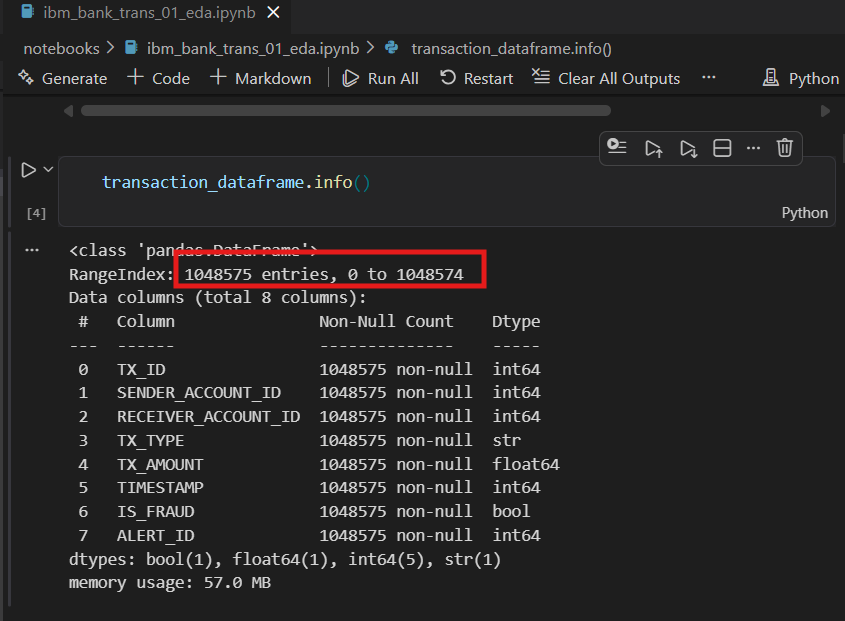 ibm_bank_trans_01_eda.ipynb
notebooks > ibm_bank_trans_01_eda.ipynb > transaction_dataframe.info()
Generate + Code + Markdown Run All Restart Clear All Outputs ... Python
transaction_dataframe.info()
[4]
Python
<class 'pandas.DataFrame'>
RangeIndex: 1048575 entries, 0 to 1048574
Data columns (total 8 columns):
# Column Non-Null Count Dtype
--- ------ -------------- -----
0 TX_ID 1048575 non-null int64
1 SENDER_ACCOUNT_ID 1048575 non-null int64
2 RECEIVER_ACCOUNT_ID 1048575 non-null int64
3 TX_TYPE 1048575 non-null str
4 TX_AMOUNT 1048575 non-null float64
5 TIMESTAMP 1048575 non-null int64
6 IS_FRAUD 1048575 non-null bool
7 ALERT_ID 1048575 non-null int64
dtypes: bool(1), float64(1), int64(5), str(1)
memory usage: 57.0 MB